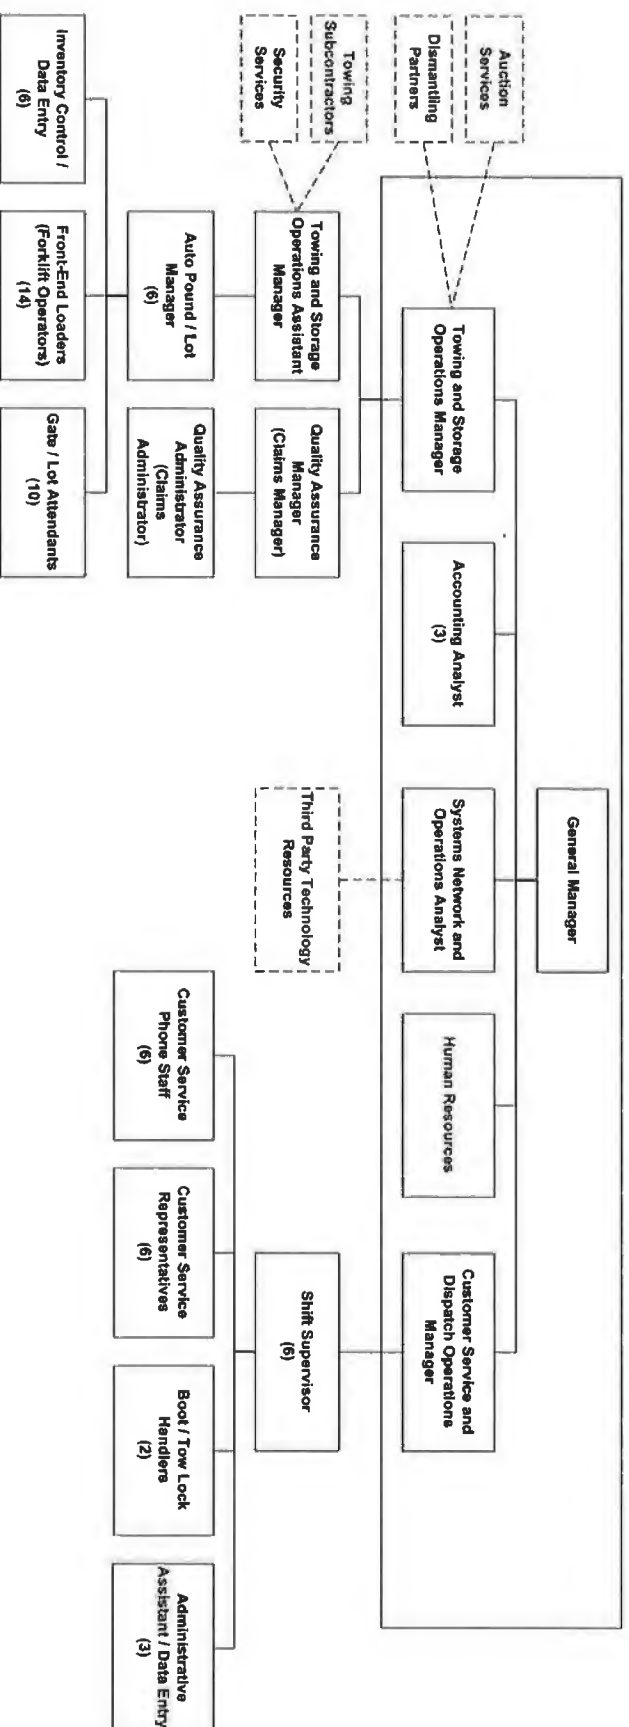 General Manager
Auction
Services
Dismantling
Partners
Towing and Storage
Operations Manager
Accounting Analyst
(3)
Systems Network and
Operations Analyst
Human Resources
Customer Service and
Dispatch Operations
Manager
Towing
Subcontractors
Security
Services
Towing and Storage
Operations Assistant
Manager
Quality Assurance
Manager
(Claims Manager)
Third Party Technology
Resources
Shift Supervisor
(6)
Auto Pound / Lot
Manager
(6)
Quality Assurance
Administrator
(Claims
Administrator)
Customer Service
Phone Staff
(6)
Customer Service
Representatives
(6)
Boot / Tow Lock
Handlers
(2)
Administrative
Assistant / Data Entry
(3)
Inventory Control /
Data Entry
(6)
Front-End Loaders
(Forklift Operators)
(14)
Gate / Lot Attendants
(10)